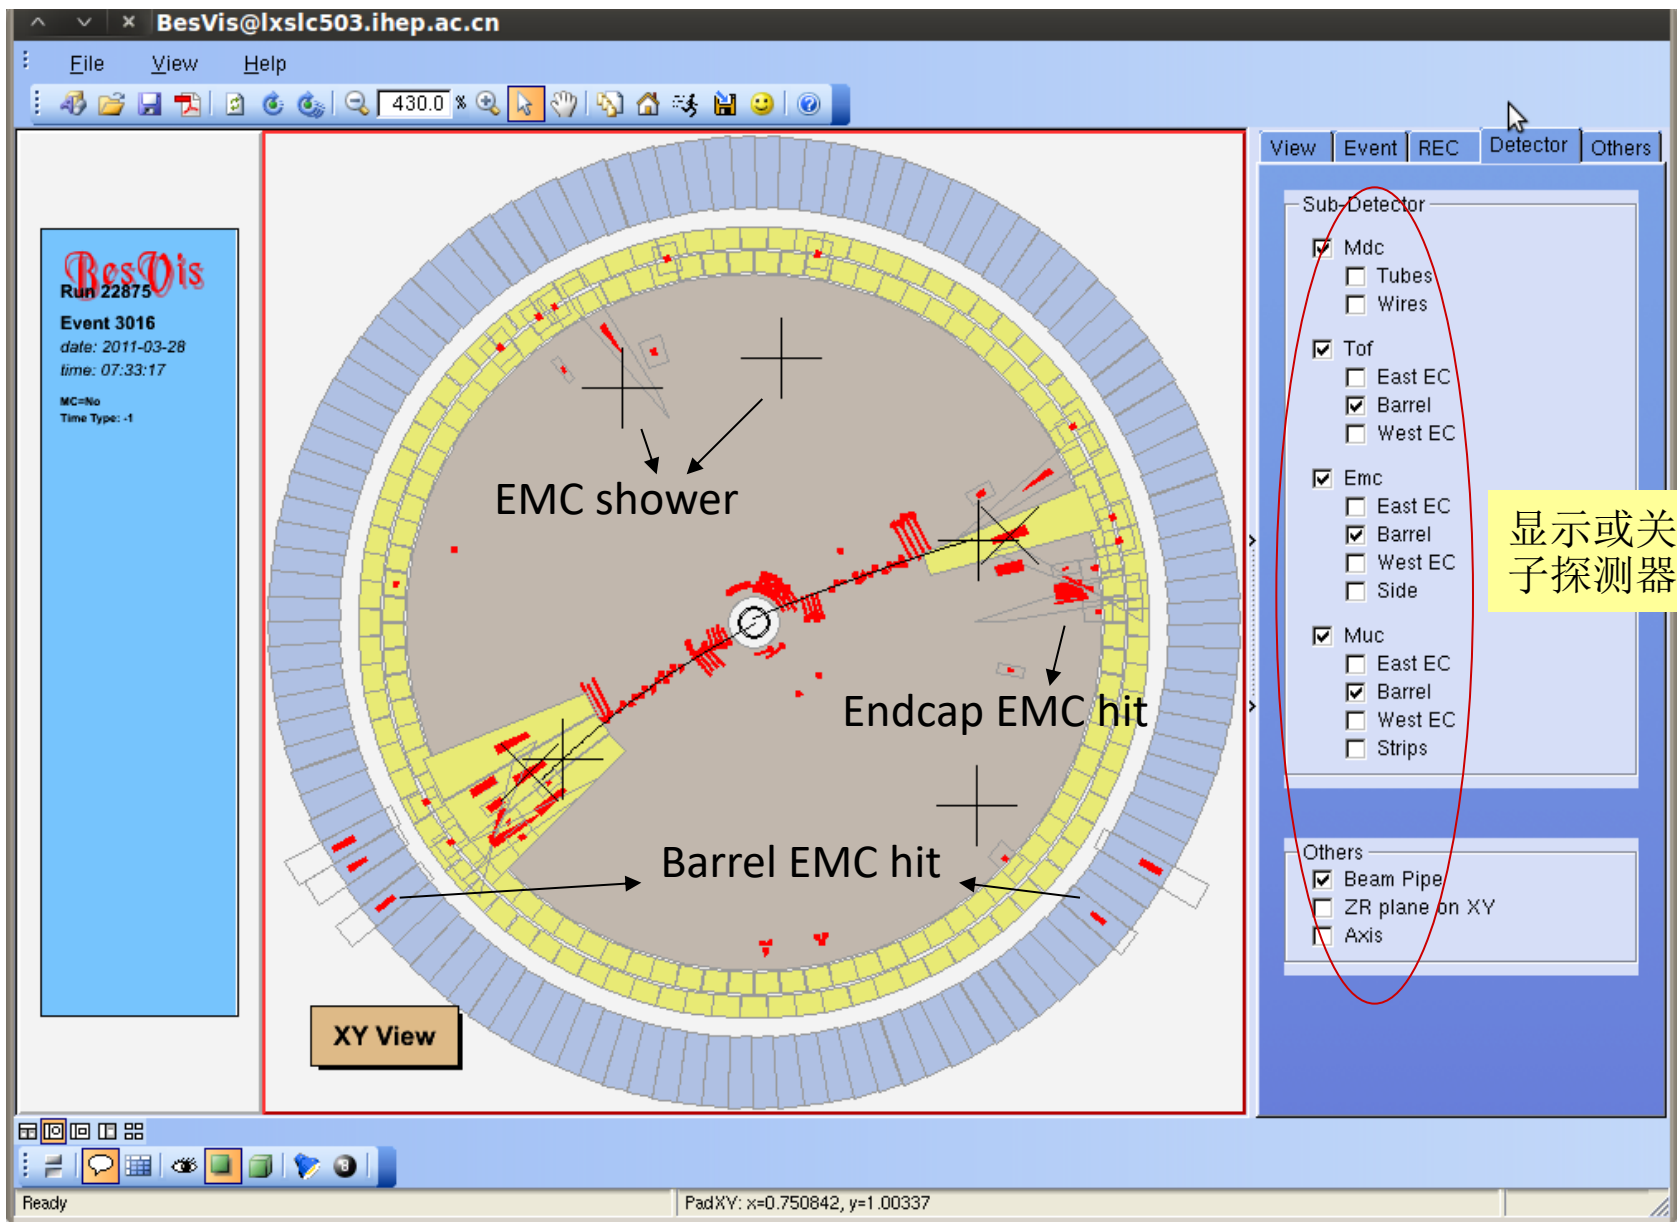 BesVis@lxslc503.ihep.ac.cn
File View Help
430.0 %
View Event REC Detector Others
BesVis
Run 22875
Event 3016
date: 2011-03-28
time: 07:33:17
MC=No
Time Type: -1
EMC shower
Endcap EMC hit
Barrel EMC hit
XY View
Sub-Detector
Mdc
Tubes
Wires
Tof
East EC
Barrel
West EC
Emc
East EC
Barrel
West EC
Side
Muc
East EC
Barrel
West EC
Strips
显示或关
子探测器
Others
Beam Pipe
ZR plane on XY
Axis
Ready
PadXY: x=0.750842, y=1.00337